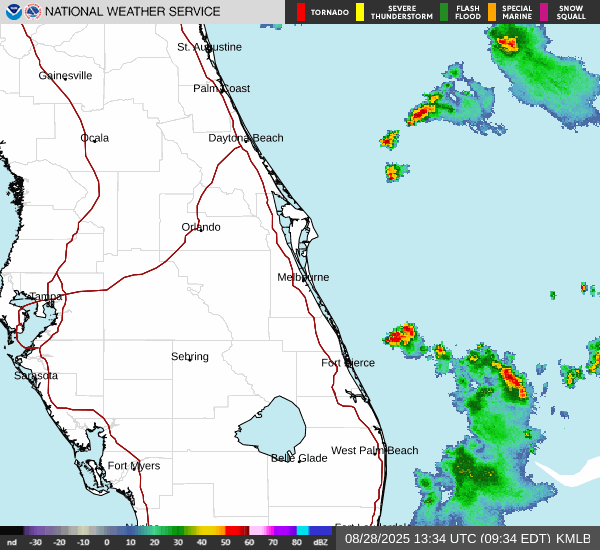 NATIONAL WEATHER SERVICE
TORNADO
SEVERE THUNDERSTORM
FLASH FLOOD
SPECIAL MARINE
SNOW SQUALL
St. Augustine
Gainesville
Palm Coast
Ocala
Daytona Beach
Orlando
Melbourne
Tampa
Sebring
Fort Pierce
Sarasota
West Palm Beach
Belle Glade
Fort Myers
nd -30 -20 -10 0 10 20 30 40 50 60 70 80 dBZ
08/28/2025 13:34 UTC (09:34 EDT) KMLB